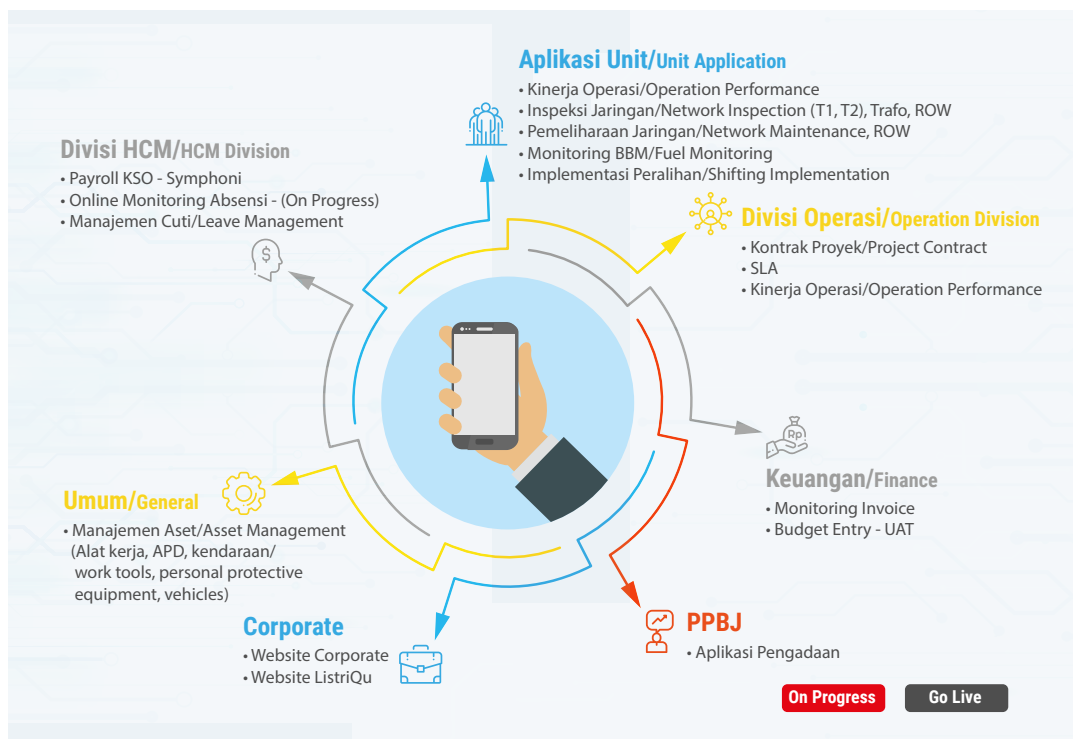 Aplikasi Unit/Unit Application
• Kinerja Operasi/Operation Performance
• Inspeksi Jaringan/Network Inspection (T1, T2), Trafo, ROW
• Pemeliharaan Jaringan/Network Maintenance, ROW
• Monitoring BBM/Fuel Monitoring
• Implementasi Peralihan/Shifting Implementation
Divisi HCM/HCM Division
• Payroll KSO - Symphoni
• Online Monitoring Absensi - (On Progress)
• Manajemen Cuti/Leave Management
$
Divisi Operasi/Operation Division
• Kontrak Proyek/Project Contract
• SLA
• Kinerja Operasi/Operation Performance
Rp
Keuangan/Finance
• Monitoring Invoice
• Budget Entry - UAT
Umum/General
• Manajemen Aset/Asset Management
(Alat kerja, APD, kendaraan/
work tools, personal protective
equipment, vehicles)
Corporate
• Website Corporate
• Website ListriQu
PPBJ
• Aplikasi Pengadaan
On Progress
Go Live